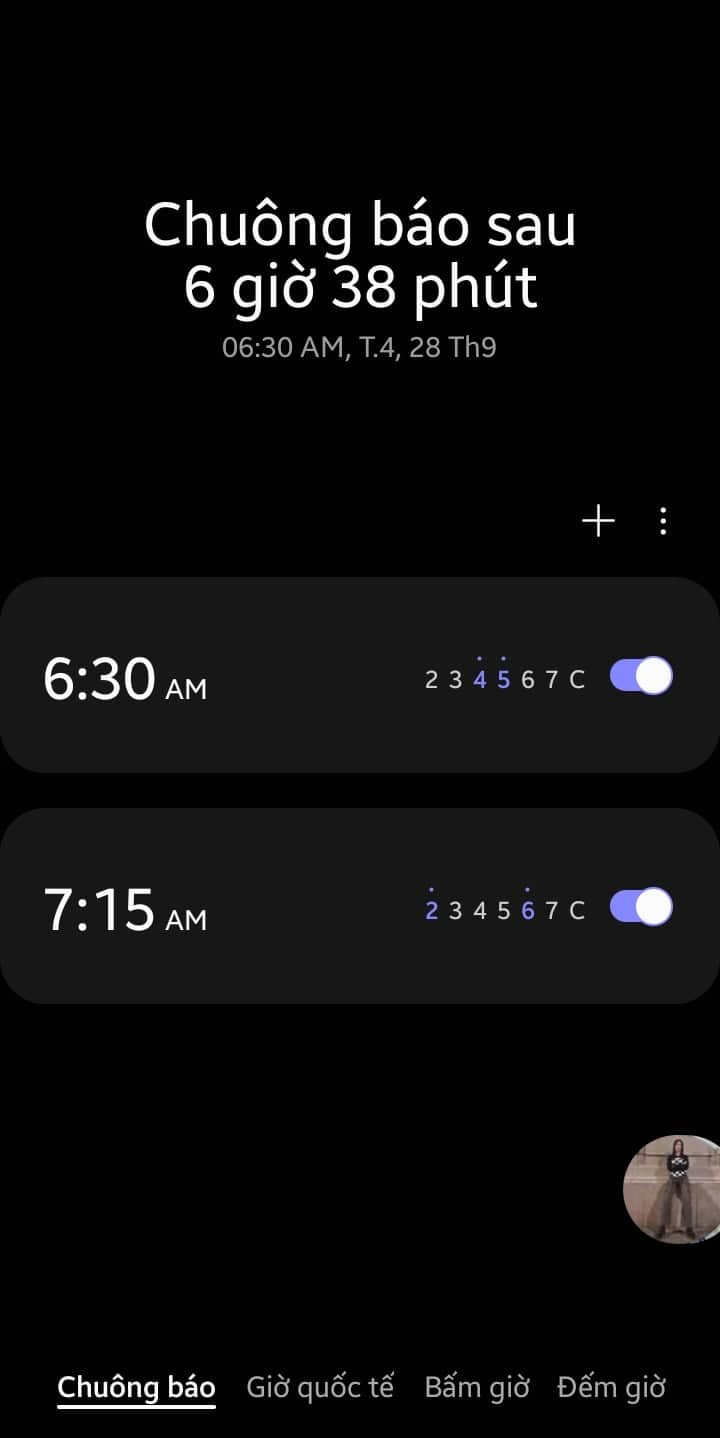 Chuông báo sau
6 giờ 38 phút
06:30 AM, T.4, 28 Th9
6:30 AM 2 3 4 5 6 7 C
7:15 AM 2 3 4 5 6 7 C
Chuông báo Giờ quốc tế Bấm giờ Đếm giờ